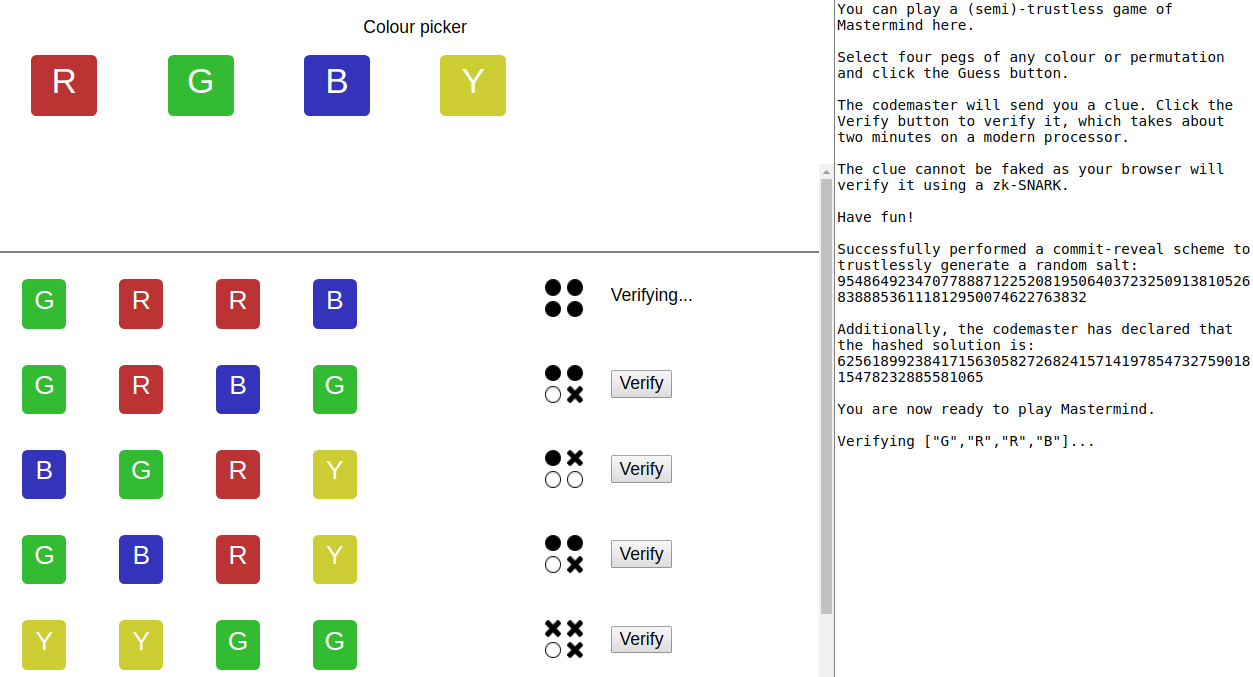 Colour picker
R G B Y
G R R B Verifying...
G R B G Verify
B G R Y Verify
G B R Y Verify
Y Y G G Verify
You can play a (semi)-trustless game of
Mastermind here.
Select four pegs of any colour or permutation
and click the Guess button.
The codemaster will send you a clue. Click the
Verify button to verify it, which takes about
two minutes on a modern processor.
The clue cannot be faked as your browser will
verify it using a zk-SNARK.
Have fun!
Successfully performed a commit-reveal scheme to
trustlessly generate a random salt:
95486492347077888712252081950640372325091381052​6
83888536111812950074622763832
Additionally, the codemaster has declared that
the hashed solution is:
625618992384171563058272682415714197854732759018
15478232885581065
You are now ready to play Mastermind.
Verifying ["G","R","R","B"]...